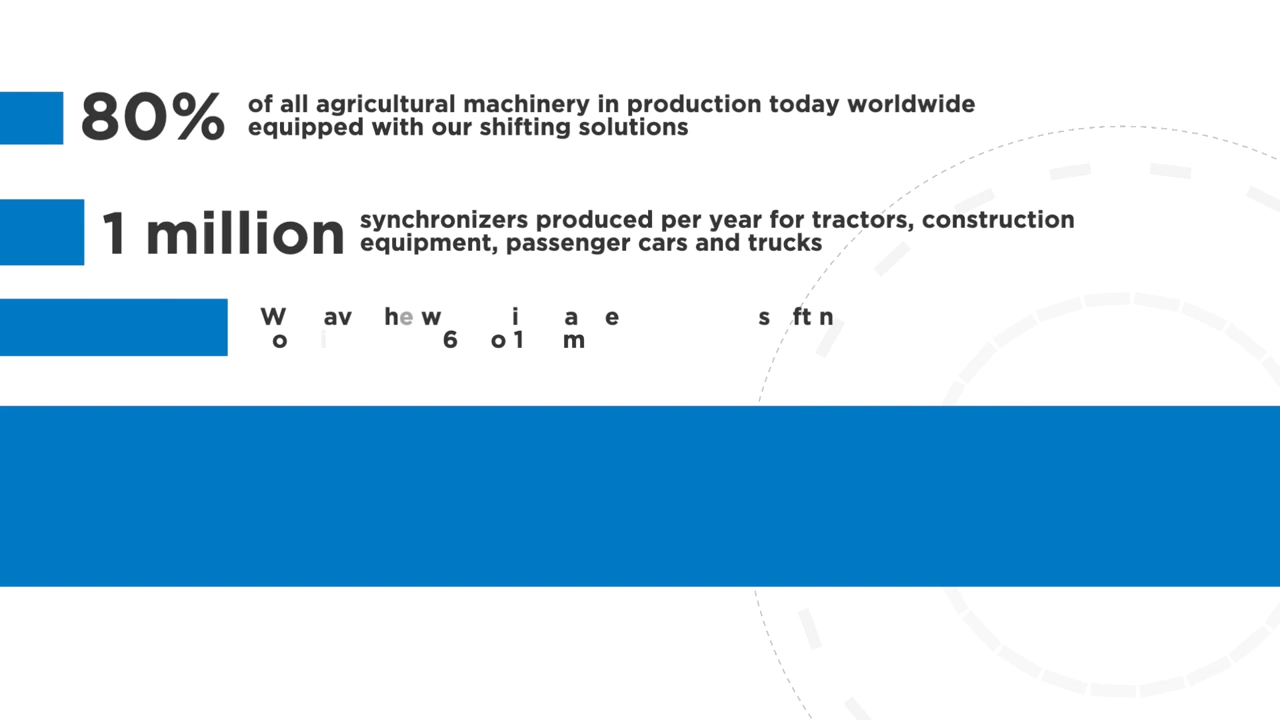 80%
of all agricultural machinery in production today worldwide
equipped with our shifting solutions
1 million
synchronizers produced per year for tractors, construction
equipment, passenger cars and trucks